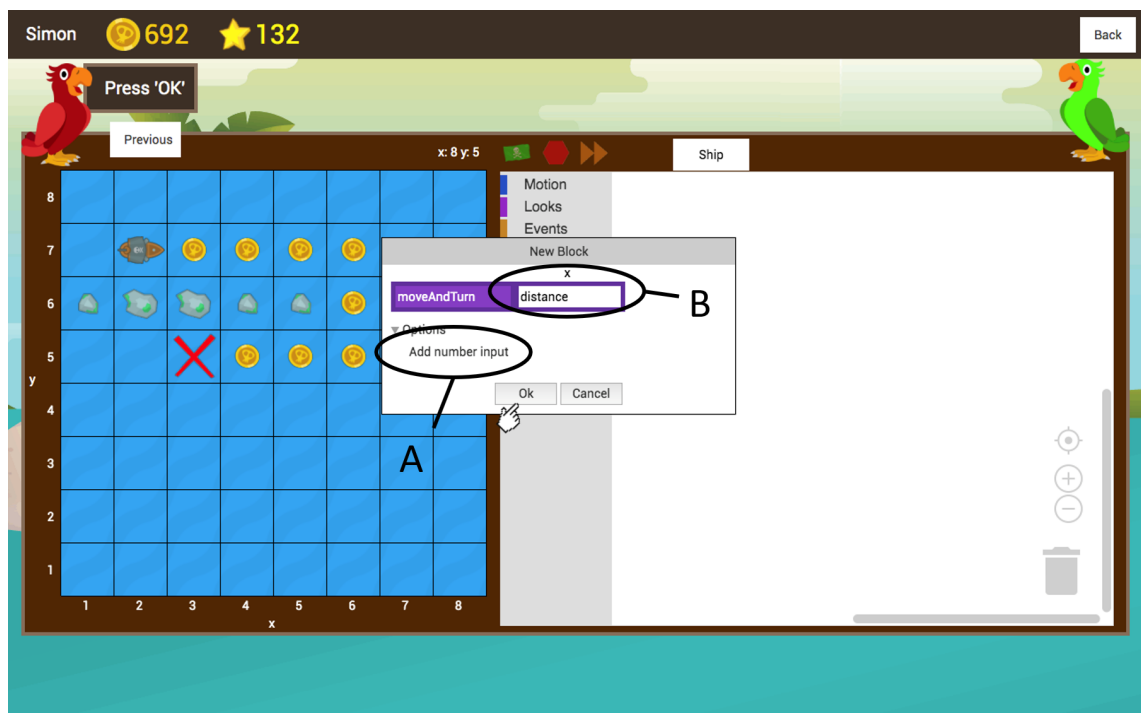 Simon 692 132 Back
Press 'OK'
Previous
x: 8 y: 5
Ship
Motion
Looks
Events
New Block
x
moveAndTurn distance
B
▼ Options
Add number input
Ok Cancel
A
8
7
6
5
y
4
3
2
1
1 2 3 4 5 6 7 8
x